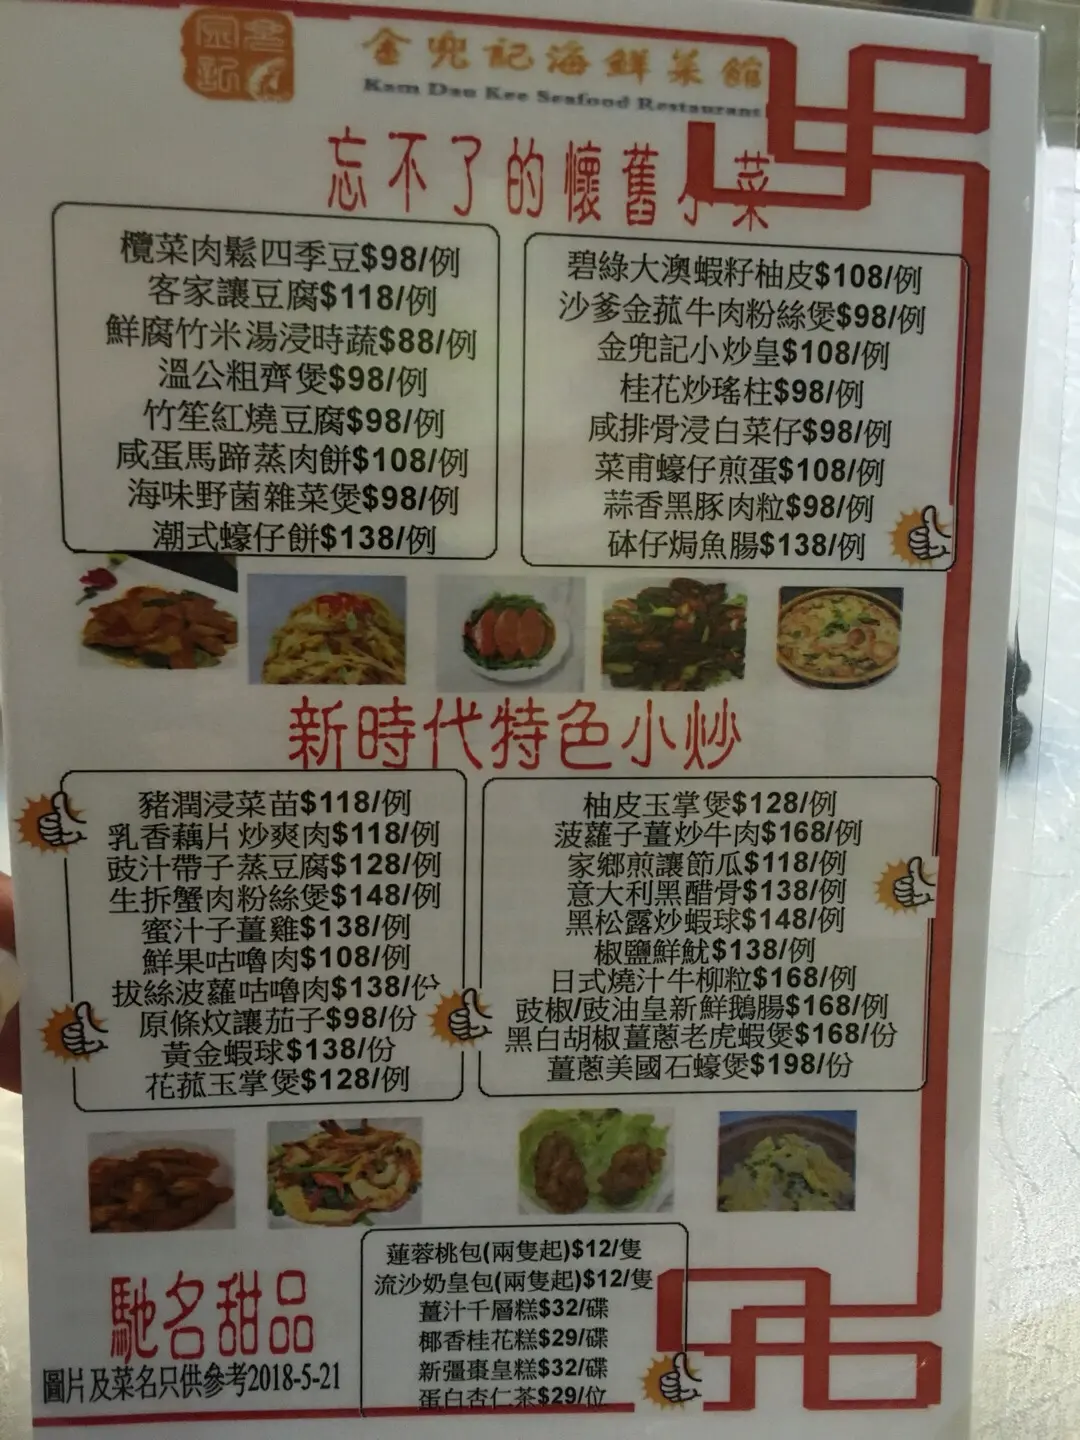 金兜記海鮮菜館
Kam Dau Kee Seafood Restaurant
忘不了的懷舊小菜
欖菜肉鬆四季豆$98/例
客家讓豆腐$118/例
鮮腐竹米湯浸時蔬$88/例
溫公粗齊煲$98/例
竹笙紅燒豆腐$98/例
咸蛋馬蹄蒸肉餅$108/例
海味野菌雜菜煲$98/例
潮式蠔仔餅$138/例
碧綠大澳蝦籽柚皮$108/例
沙爹金菰牛肉粉絲煲$98/例
金兜記小炒皇$108/例
桂花炒瑤柱$98/例
咸排骨浸白菜仔$98/例
菜甫蠔仔煎蛋$108/例
蒜香黑豚肉粒$98/例
砵仔焗魚腸$138/例
新時代特色小炒
豬潤浸菜苗$118/例
乳香藕片炒爽肉$118/例
豉汁帶子蒸豆腐$128/例
生拆蟹肉粉絲煲$148/例
蜜汁子薑雞$138/例
鮮果咕嚕肉$108/例
拔絲波蘿咕嚕肉$138/份
原條炆讓茄子$98/份
黃金蝦球$138/份
花菰玉掌煲$128/例
柚皮玉掌煲$128/例
菠蘿子薑炒牛肉$168/例
家鄉煎讓節瓜$118/例
意大利黑醋骨$138/例
黑松露炒蝦球$148/例
椒鹽鮮魷$138/例
日式燒汁牛柳粒$168/例
豉椒/豉油皇新鮮鵝腸$168/例
黑白胡椒薑蔥老虎蝦煲$168/份
薑蔥美國石蠔煲$198/份
馳名甜品
圖片及菜名只供參考2018-5-21
蓮蓉桃包(兩隻起)$12/隻
流沙奶皇包(兩隻起)$12/隻
薑汁千層糕$32/碟
椰香桂花糕$29/碟
新彊棗皇糕$32/碟
蛋白杏仁茶$29/位